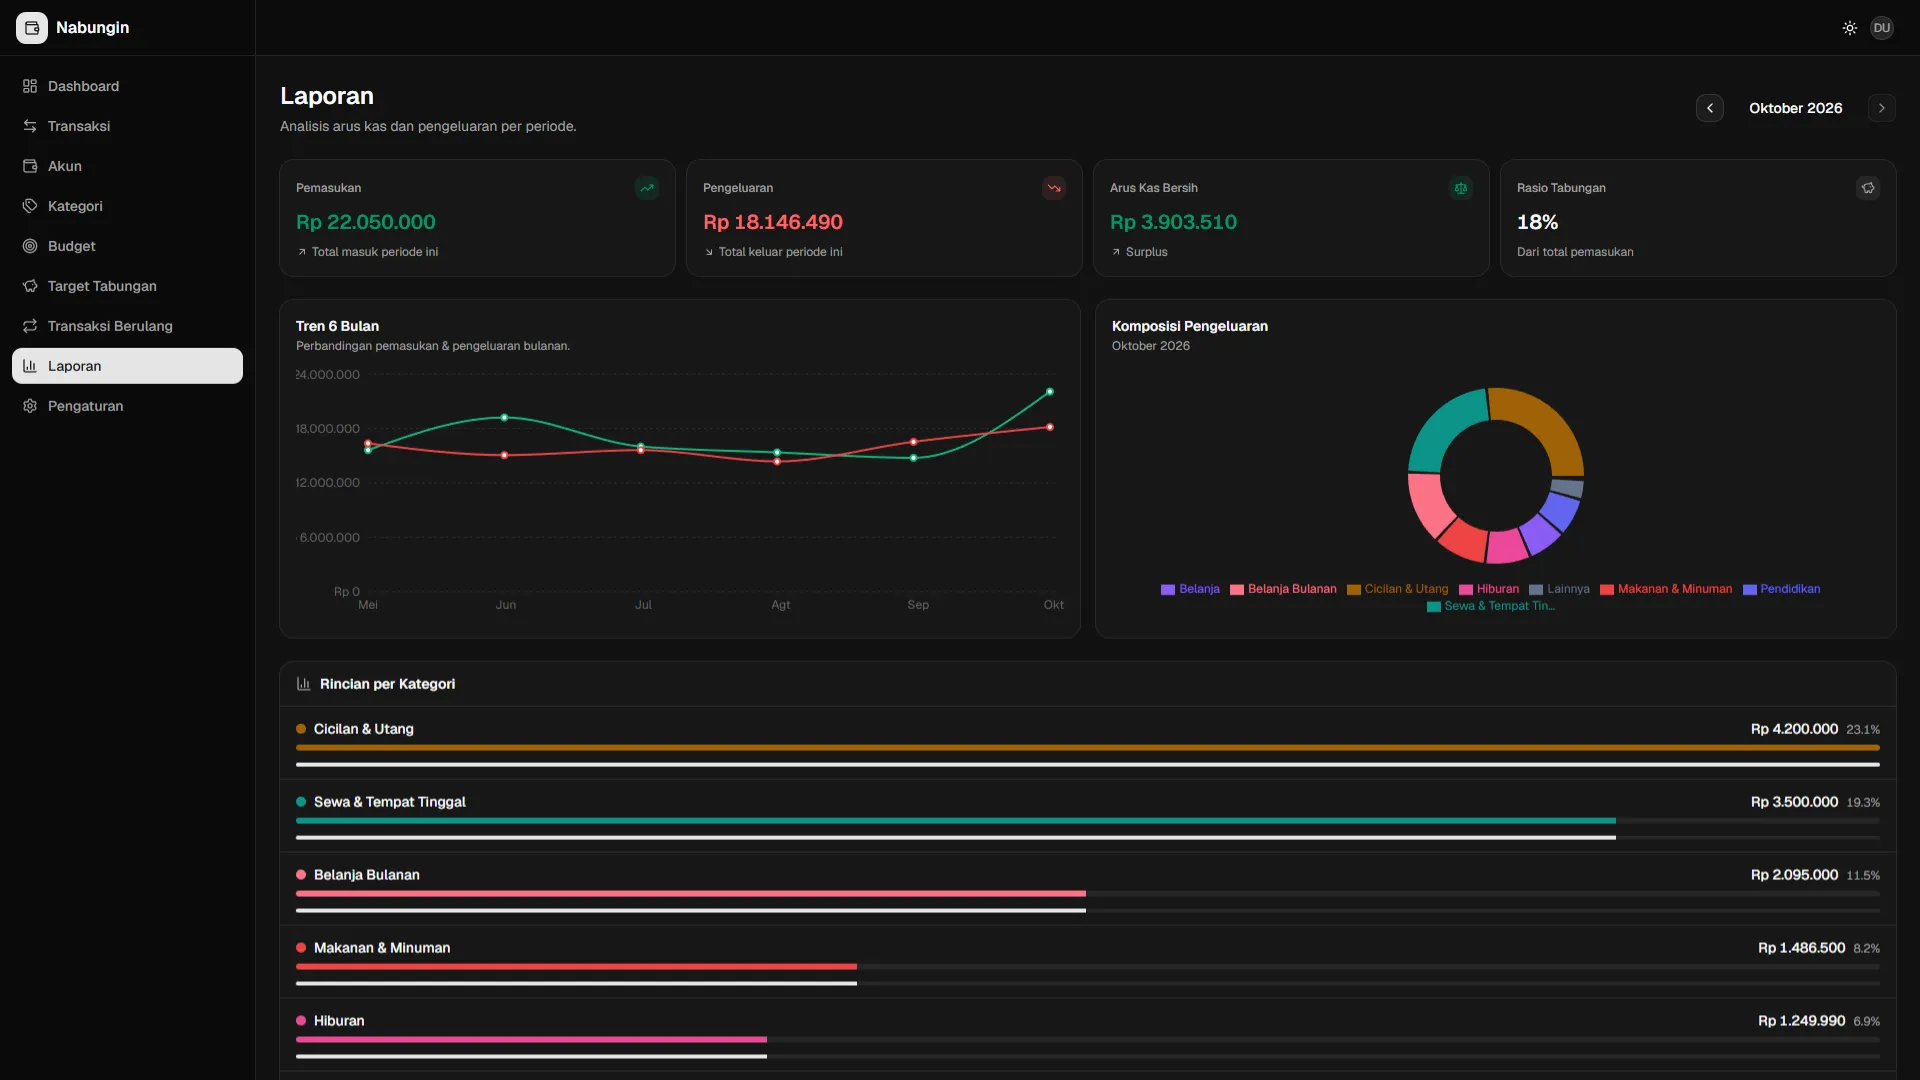 Nabungin
DU
Dashboard
Transaksi
Akun
Kategori
Budget
Target Tabungan
Transaksi Berulang
Laporan
Pengaturan
Laporan
Analisis arus kas dan pengeluaran per periode.
Oktober 2026
Pemasukan
Rp 22.050.000
Total masuk periode ini
Pengeluaran
Rp 18.146.490
Total keluar periode ini
Arus Kas Bersih
Rp 3.903.510
Surplus
Rasio Tabungan
18%
Dari total pemasukan
Tren 6 Bulan
Perbandingan pemasukan & pengeluaran bulanan.
24.000.000
18.000.000
12.000.000
6.000.000
Rp 0
Mei Jun Jul Agt Sep Okt
Komposisi Pengeluaran
Oktober 2026
Belanja Belanja Bulanan Cicilan & Utang Hiburan Lainnya Makanan & Minuman Pendidikan
Sewa & Tempat Tin...
Rincian per Kategori
Cicilan & Utang Rp 4.200.000 23.1%
Sewa & Tempat Tinggal Rp 3.500.000 19.3%
Belanja Bulanan Rp 2.095.000 11.5%
Makanan & Minuman Rp 1.486.500 8.2%
Hiburan Rp 1.249.990 6.9%